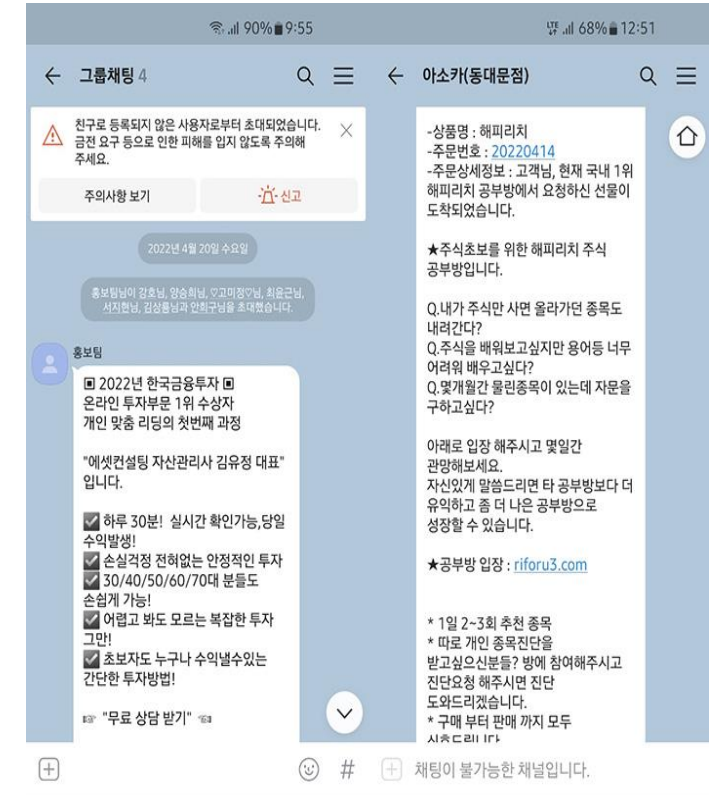 90% 9:55
그룹채팅 4
친구로 등록되지 않은 사용자로부터 초대되었습니다.
금전 요구 등으로 인한 피해를 입지 않도록 주의해
주세요.
주의사항 보기
신고
2022년 4월 20일 수요일
홍보팀님이 강호님, 양승희님, ♡고미정♡님, 최윤근님,
서지현님, 김상률님과 안희구님을 초대했습니다.
홍보팀
▣ 2022년 한국금융투자 ▣
온라인 투자부문 1위 수상자
개인 맞춤 리딩의 첫번째 과정
"에셋컨설팅 자산관리사 김유정 대표"
입니다.
☑ 하루 30분! 실시간 확인가능,당일
수익발생!
☑ 손실걱정 전혀없는 안정적인 투자
☑ 30/40/50/60/70대 분들도
손쉽게 가능!
☑ 어렵고 봐도 모르는 복잡한 투자
그만!
☑ 초보자도 누구나 수익낼수있는
간단한 투자방법!
☞ "무료 상담 받기" ☜
#
LTE 68% 12:51
아소카(동대문점)
-상품명 : 해피리치
-주문번호 : 20220414
-주문상세정보 : 고객님, 현재 국내 1위
해피리치 공부방에서 요청하신 선물이
도착되었습니다.
★주식초보를 위한 해피리치 주식
공부방입니다.
Q.내가 주식만 사면 올라가던 종목도
내려간다?
Q.주식을 배워보고싶지만 용어등 너무
어려워 배우고싶다?
Q.몇개월간 물린종목이 있는데 자문을
구하고싶다?
아래로 입장 해주시고 몇일간
관망해보세요.
자신있게 말씀드리면 타 공부방보다 더
유익하고 좀 더 나은 공부방으로
성장할 수 있습니다.
★공부방 입장 : riforu3.com
* 1일 2~3회 추천 종목
* 따로 개인 종목진단을
받고싶으신분들? 방에 참여해주시고
진단요청 해주시면 진단
도와드리겠습니다.
* 구매 부터 판매 까지 모두
채팅이 불가능한 채널입니다.